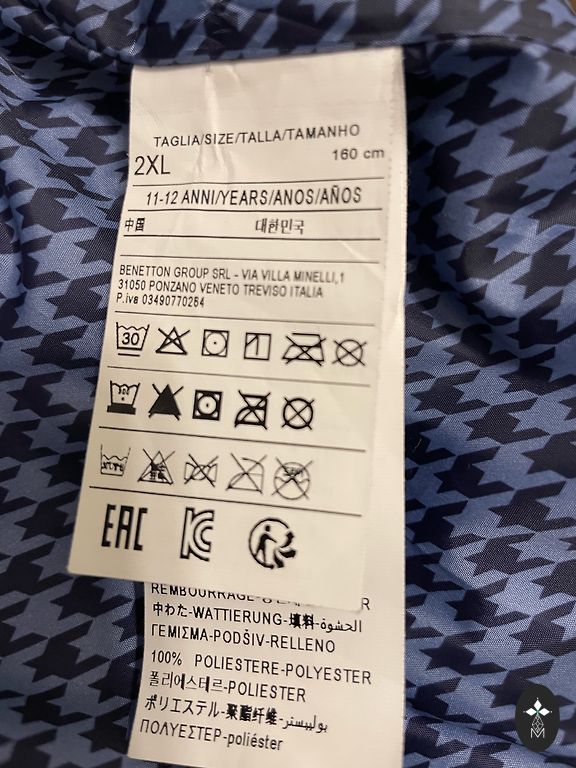 TAGLIA/SIZE/TALLA/TAMANHO
2XL 160 cm
11-12 ANNI/YEARS/ANOS/AÑOS
中国 대한민국
BENETTON GROUP SRL - VIA VILLA MINELLI,1
31050 PONZANO VENETO TREVISO ITALIA
P.iva 03490770264
30
EAC
REMBOURRAGE
中わた-WATTIERUNG-填料-الحشوة
ΓΕΜΙΣΜΑ-PODŠIV-RELLENO
100% POLIESTERE-POLYESTER
폴리에스테르-POLIESTER
ポリエステル-聚酯纤维-بوليستر
ΠΟΛΥΕΣΤΕΡ-poliéster